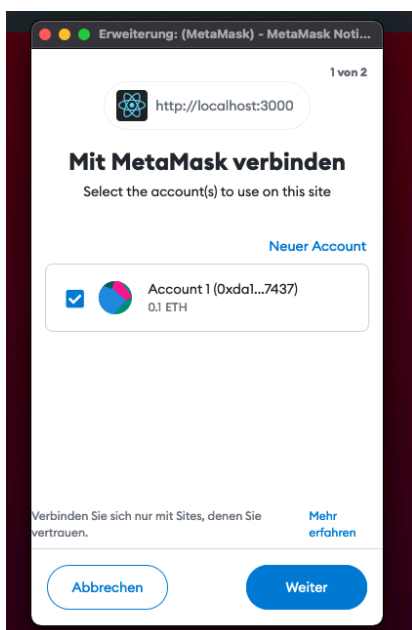 Erweiterung: (MetaMask) - MetaMask Noti...
1 von 2
http://localhost:3000
Mit MetaMask verbinden
Select the account(s) to use on this site
Neuer Account
Account 1 (0xda1...7437)
0.1 ETH
Verbinden Sie sich nur mit Sites, denen Sie
vertrauen.
Mehr
erfahren
Abbrechen
Weiter